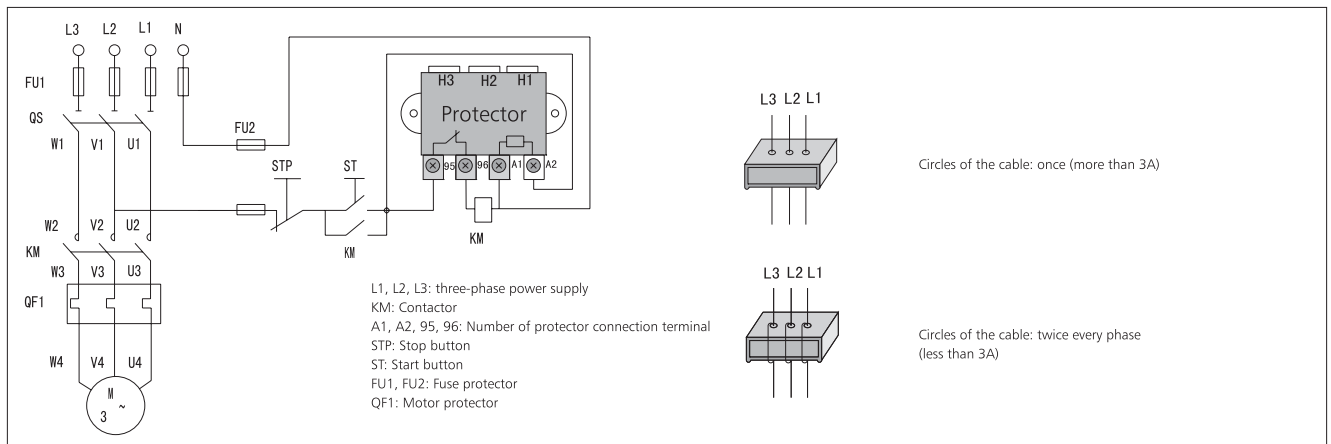 L3 L2 L1 N
FU1
QS
W1 V1 U1
FU2
H3 H2 H1
Protector
95 96 A1 A2
STP ST
KM
KM
W2 V2 U2
KM
W3 V3 U3
QF1
W4 V4 U4
M
3 ~
L1, L2, L3: three-phase power supply
KM: Contactor
A1, A2, 95, 96: Number of protector connection terminal
STP: Stop button
ST: Start button
FU1, FU2: Fuse protector
QF1: Motor protector
L3 L2 L1
Circles of the cable: once (more than 3A)
L3 L2 L1
Circles of the cable: twice every phase
(less than 3A)